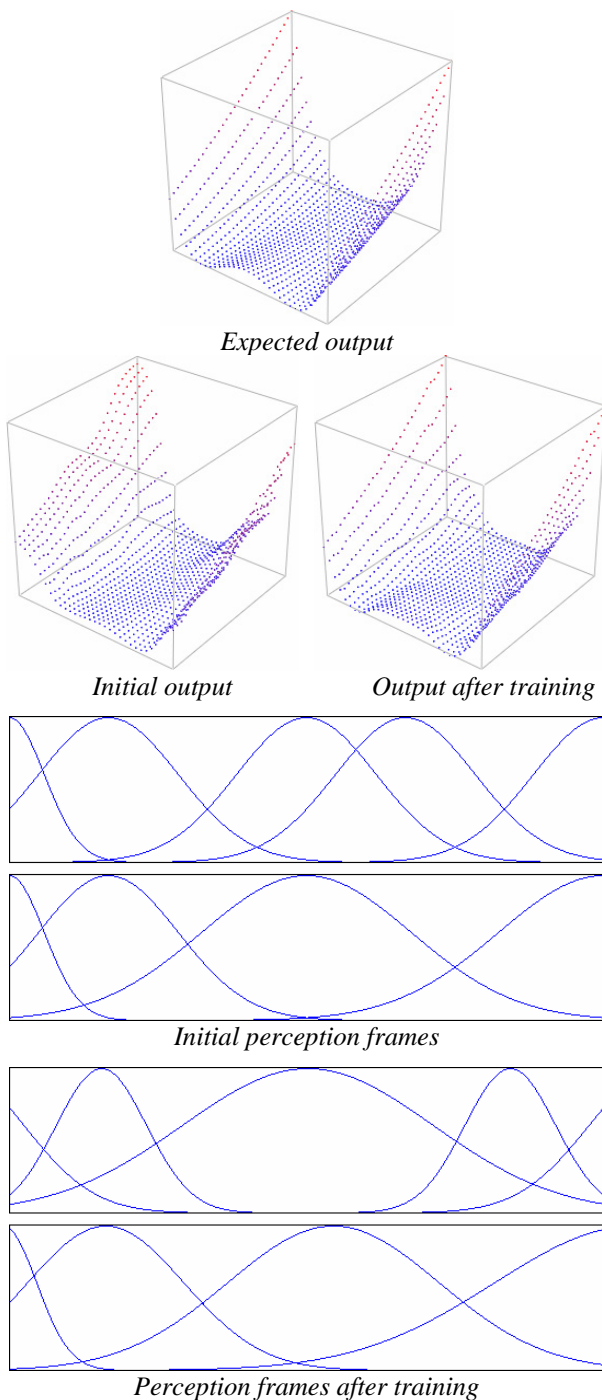 Expected output
Initial output
Output after training
Initial perception frames
Perception frames after training